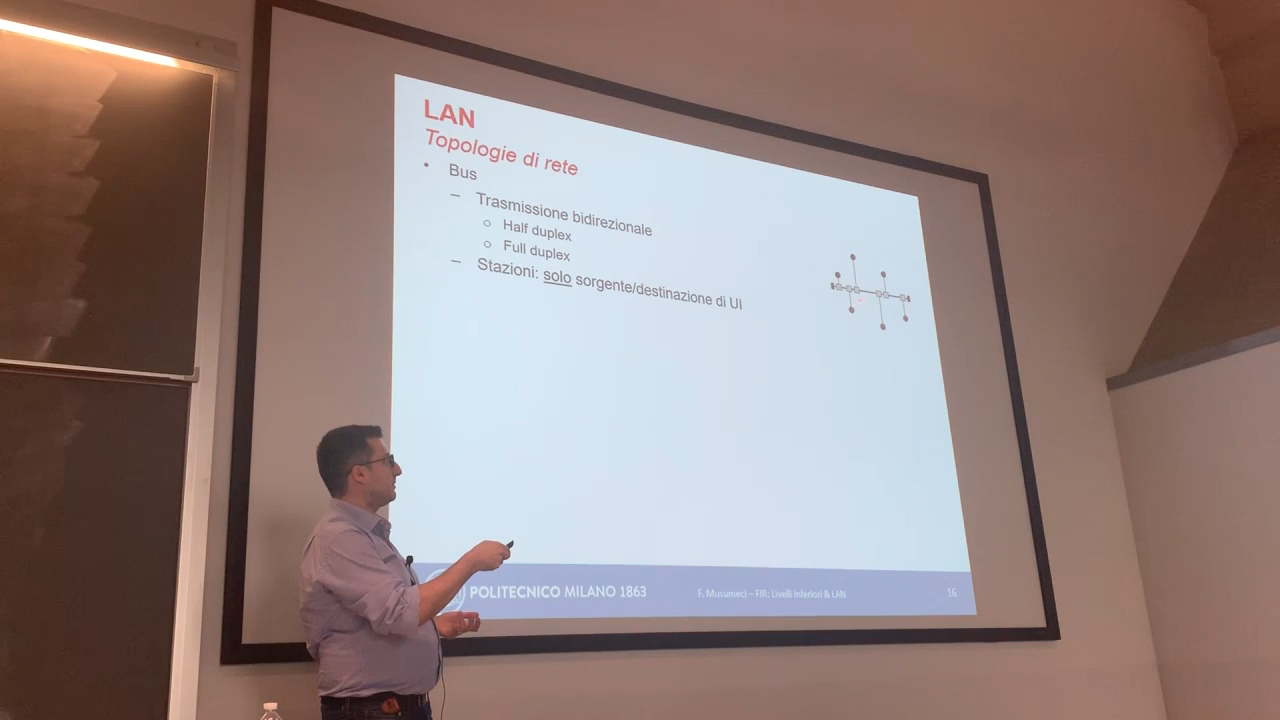 LAN
Topologie di rete
• Bus
– Trasmissione bidirezionale
○ Half duplex
○ Full duplex
– Stazioni: solo sorgente/destinazione di UI
POLITECNICO MILANO 1863
F. Musumeci – FIR: Livelli inferiori & LAN
16